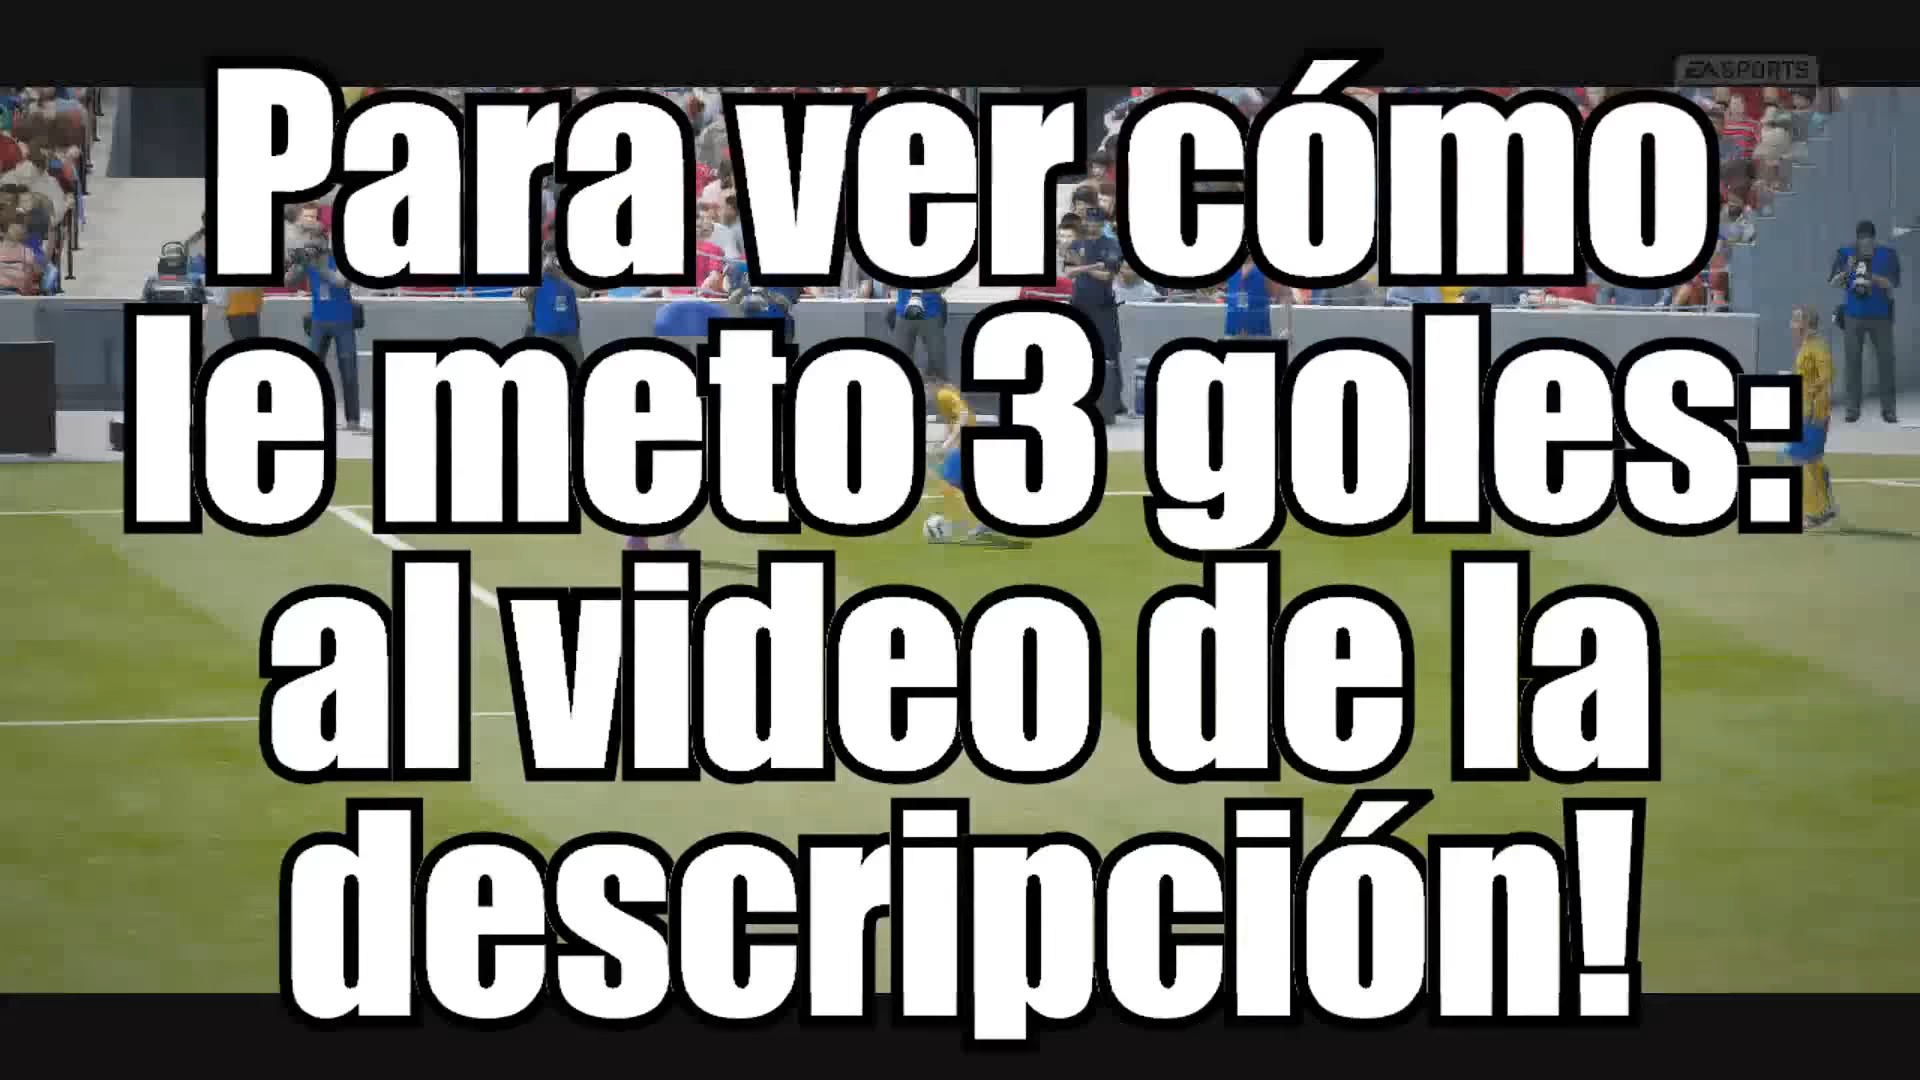 EA SPORTS
Para ver cómo
le meto 3 goles:
al video de la
descripción!